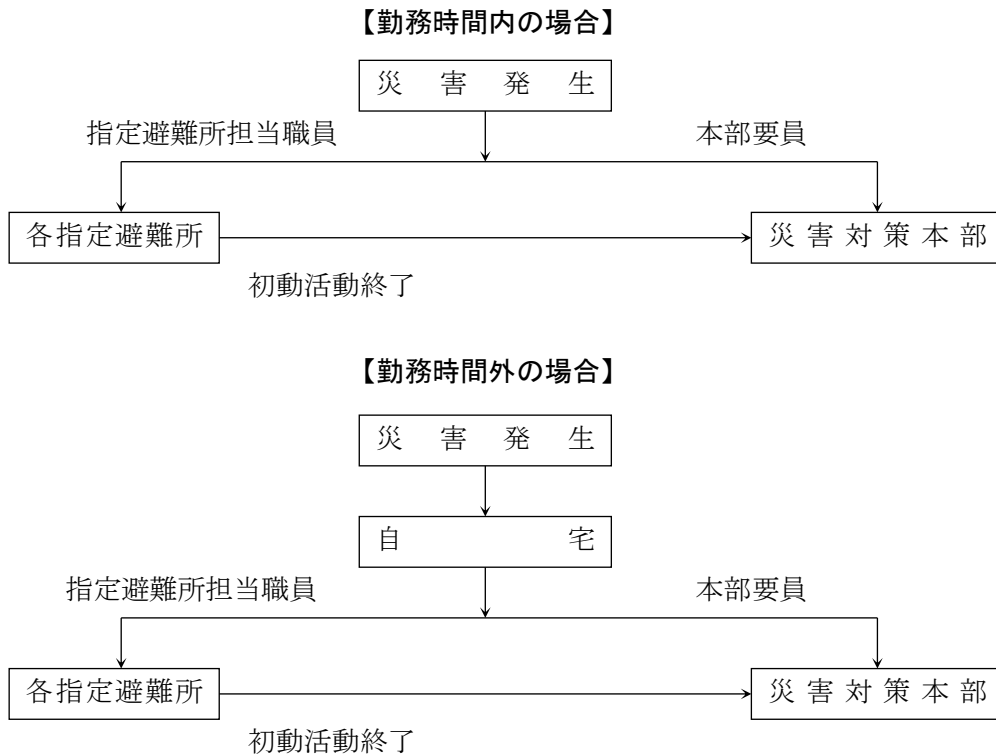 【勤務時間内の場合】
災害発生
指定避難所担当職員 本部要員
各指定避難所 災害対策本部
初動活動終了
【勤務時間外の場合】
災害発生
自宅
指定避難所担当職員 本部要員
各指定避難所 災害対策本部
初動活動終了